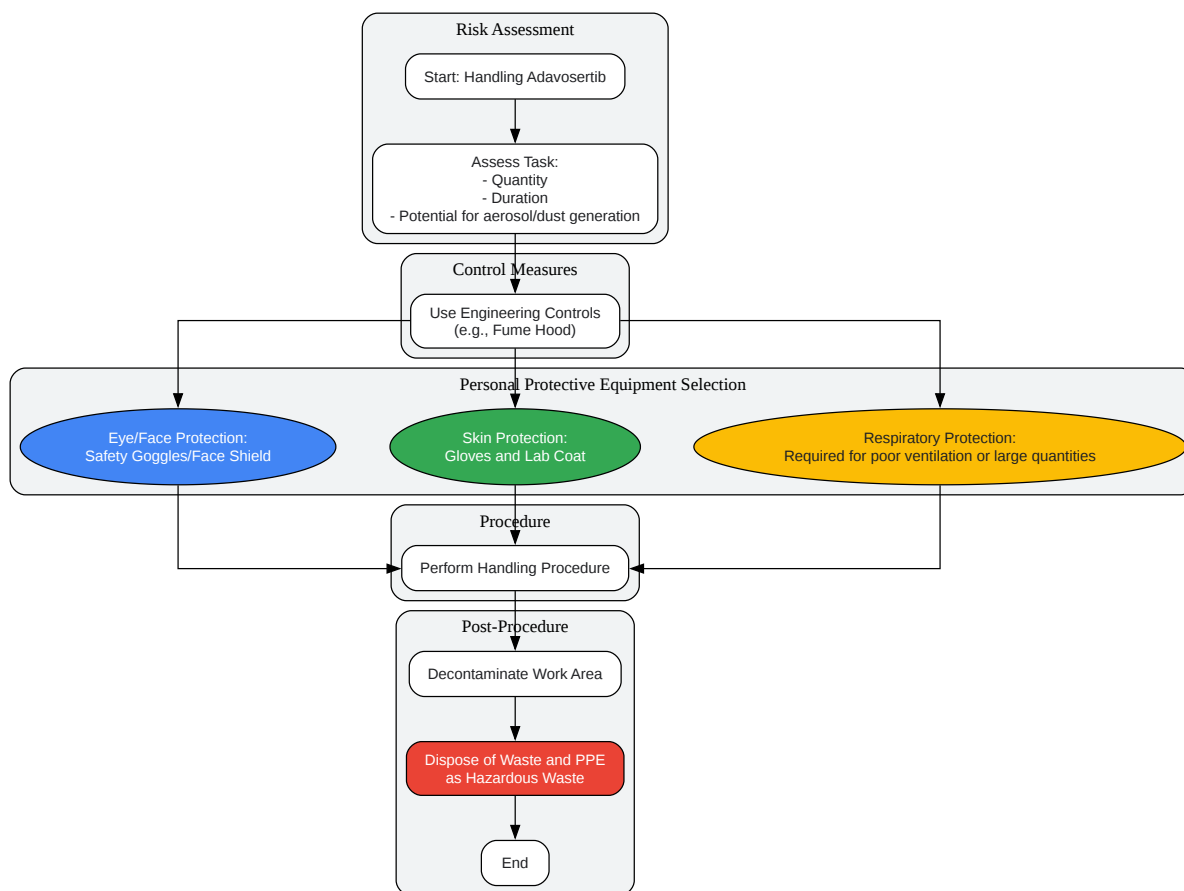 Risk Assessment
Start: Handling Adavosertib
Assess Task:
- Quantity
- Duration
- Potential for aerosol/dust generation
Control Measures
Use Engineering Controls
(e.g., Fume Hood)
Personal Protective Equipment Selection
Eye/Face Protection:
Safety Goggles/Face Shield
Skin Protection:
Gloves and Lab Coat
Respiratory Protection:
Required for poor ventilation or large quantities
Procedure
Perform Handling Procedure
Post-Procedure
Decontaminate Work Area
Dispose of Waste and PPE
as Hazardous Waste
End